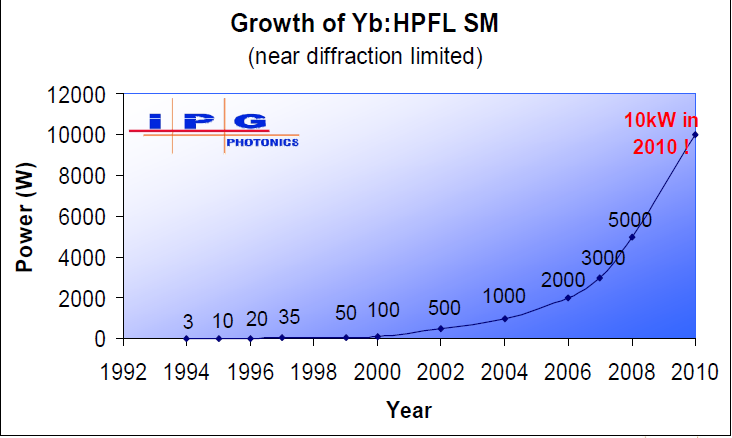 Growth of Yb:HPFL SM
(near diffraction limited)
12000
10000
8000
6000
4000
2000
0
Power (W)
IPG
PHOTONICS
10kW in
2010 !
3 10 20 35 50 100 500 1000 2000 3000 5000
1992 1994 1996 1998 2000 2002 2004 2006 2008 2010
Year